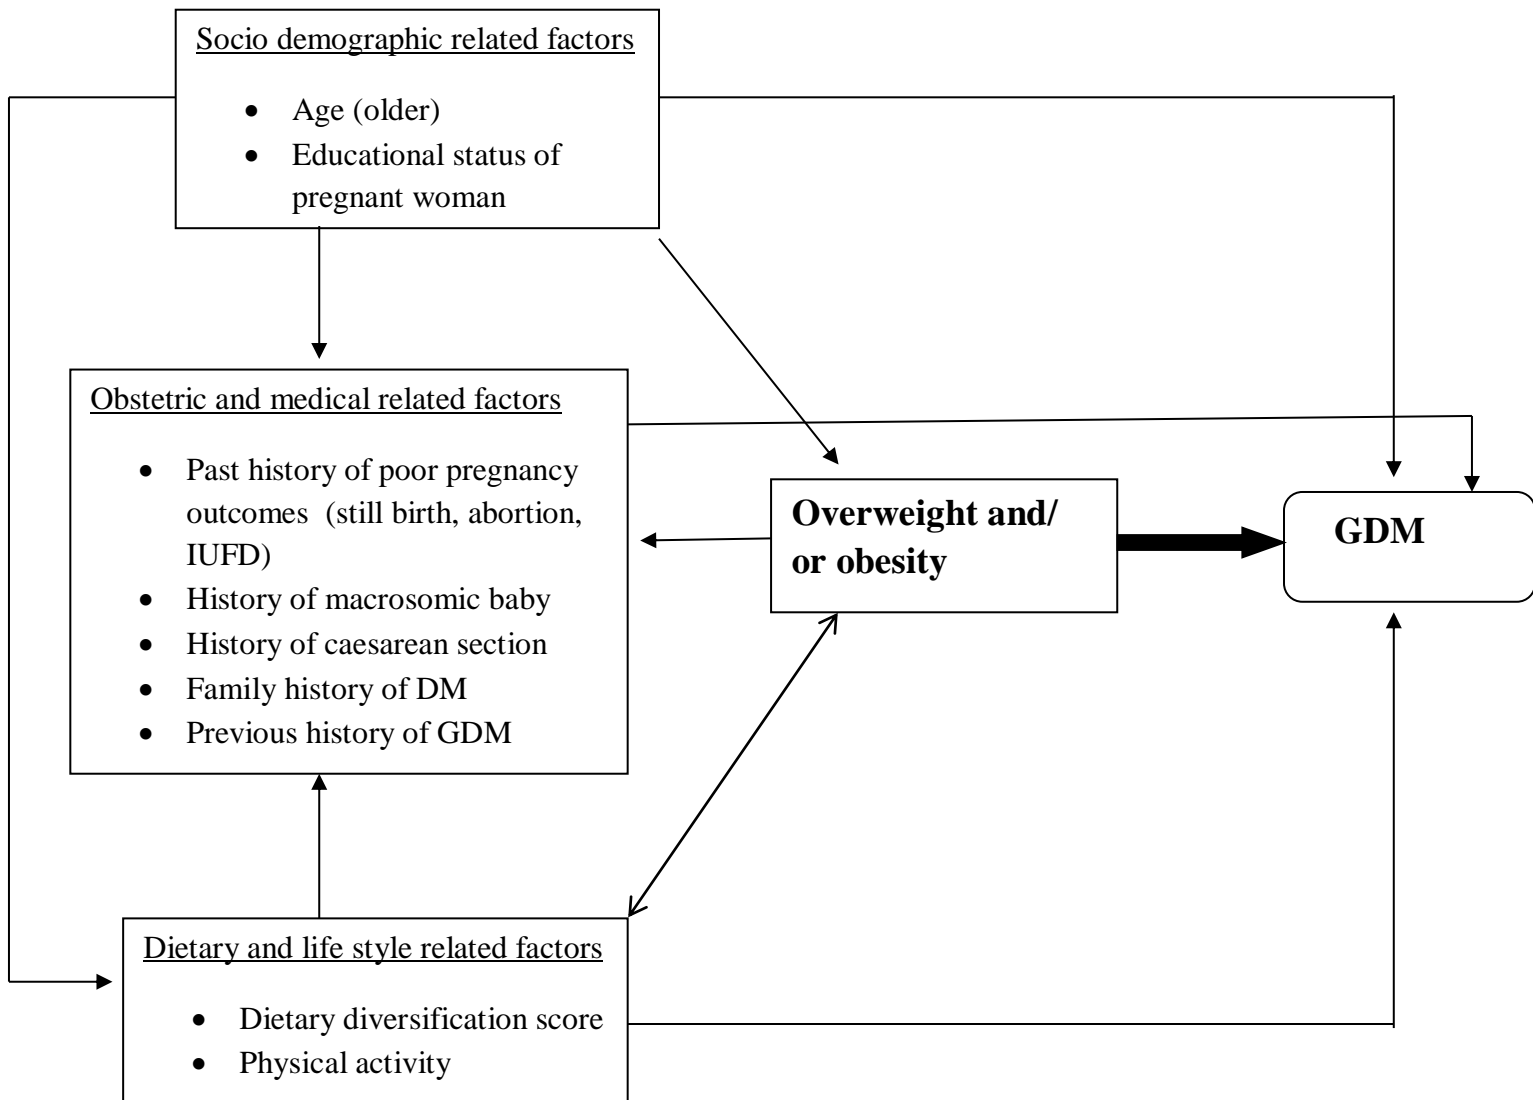 Socio demographic related factors
• Age (older)
• Educational status of
pregnant woman
Obstetric and medical related factors
• Past history of poor pregnancy
outcomes (still birth, abortion,
IUFD)
• History of macrosomic baby
• History of caesarean section
• Family history of DM
• Previous history of GDM
Overweight and/
or obesity
GDM
Dietary and life style related factors
• Dietary diversification score
• Physical activity